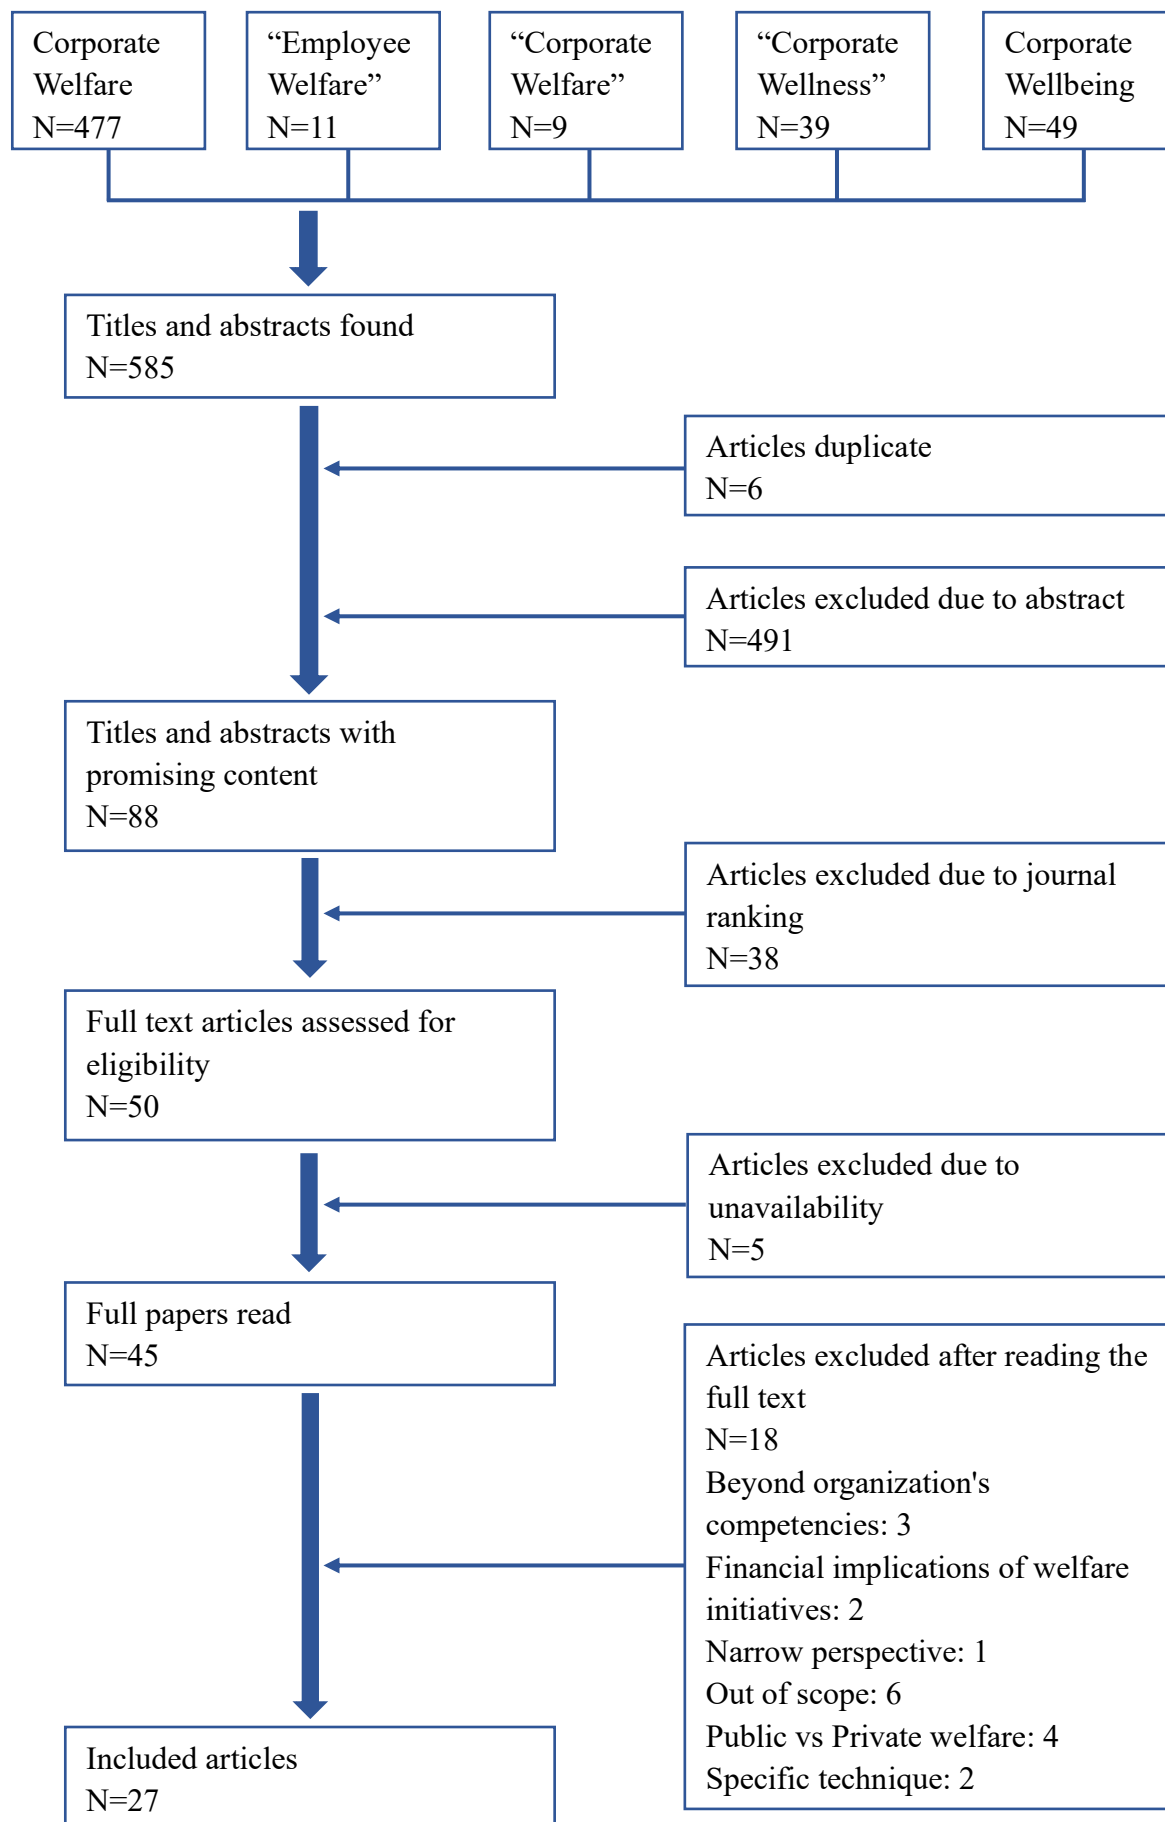 Corporate
Welfare
N=477
“Employee
Welfare”
N=11
“Corporate
Welfare”
N=9
“Corporate
Wellness”
N=39
Corporate
Wellbeing
N=49
Titles and abstracts found
N=585
Articles duplicate
N=6
Articles excluded due to abstract
N=491
Titles and abstracts with
promising content
N=88
Articles excluded due to journal
ranking
N=38
Full text articles assessed for
eligibility
N=50
Articles excluded due to
unavailability
N=5
Full papers read
N=45
Articles excluded after reading the
full text
N=18
Beyond organization's
competencies: 3
Financial implications of welfare
initiatives: 2
Narrow perspective: 1
Out of scope: 6
Public vs Private welfare: 4
Specific technique: 2
Included articles
N=27